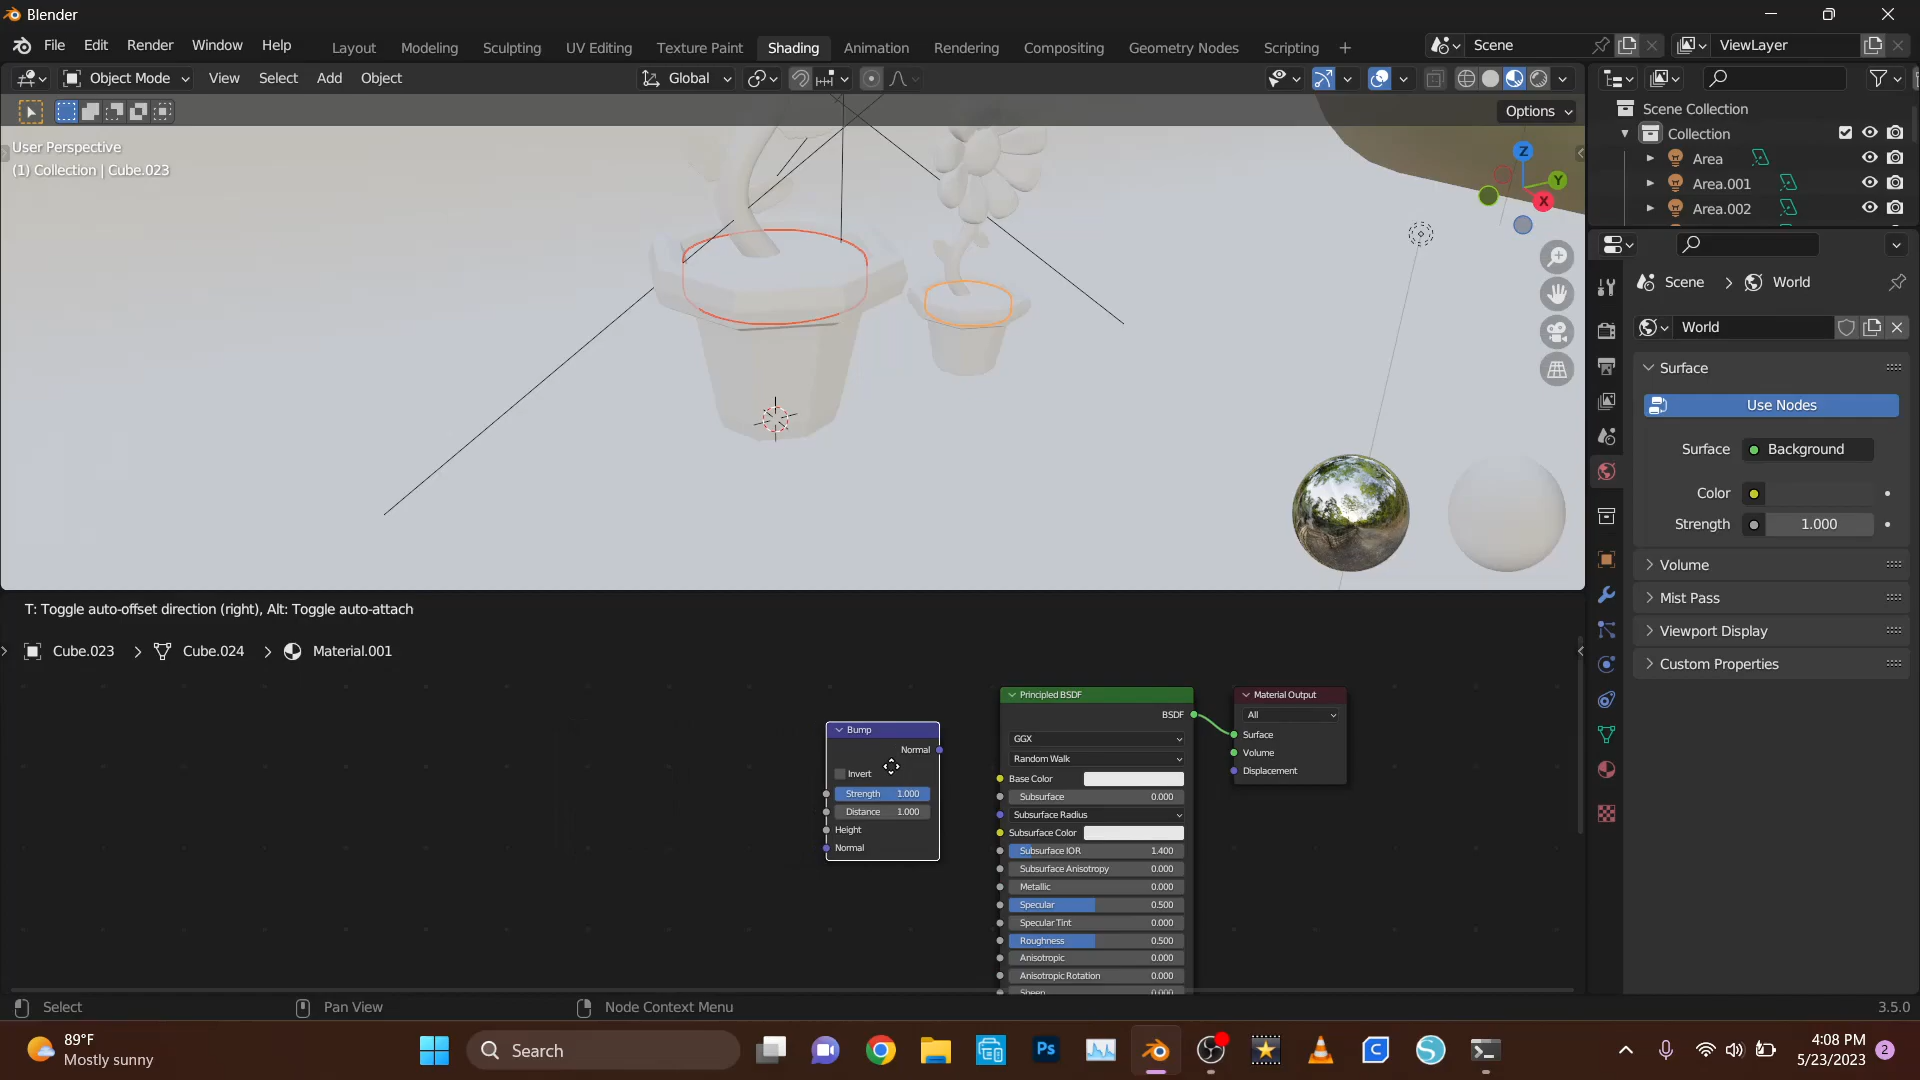 Blender
File Edit Render Window Help
Layout Modeling Sculpting UV Editing Texture Paint Shading Animation Rendering Compositing Geometry Nodes Scripting +
Scene
ViewLayer
Object Mode View Select Add Object
Global
Options
User Perspective
(1) Collection | Cube.023
Z
Y
X
Scene Collection
Collection
Area
Area.001
Area.002
Scene > World
World
Surface
Use Nodes
Surface Background
Color
Strength 1.000
Volume
Mist Pass
Viewport Display
Custom Properties
T: Toggle auto-offset direction (right), Alt: Toggle auto-attach
Cube.023 > Cube.024 > Material.001
Bump
Normal
Invert
Strength 1.000
Distance 1.000
Height
Normal
Principled BSDF
BSDF
GGX
Random Walk
Base Color
Subsurface 0.000
Subsurface Radius
Subsurface Color
Subsurface IOR 1.400
Subsurface Anisotropy 0.000
Metallic 0.000
Specular 0.500
Specular Tint 0.000
Roughness 0.500
Anisotropic 0.000
Anisotropic Rotation 0.000
Sheen 0.000
Material Output
All
Surface
Volume
Displacement
Select Pan View Node Context Menu 3.5.0
89°F
Mostly sunny
Search
Ps
4:08 PM
5/23/2023
2